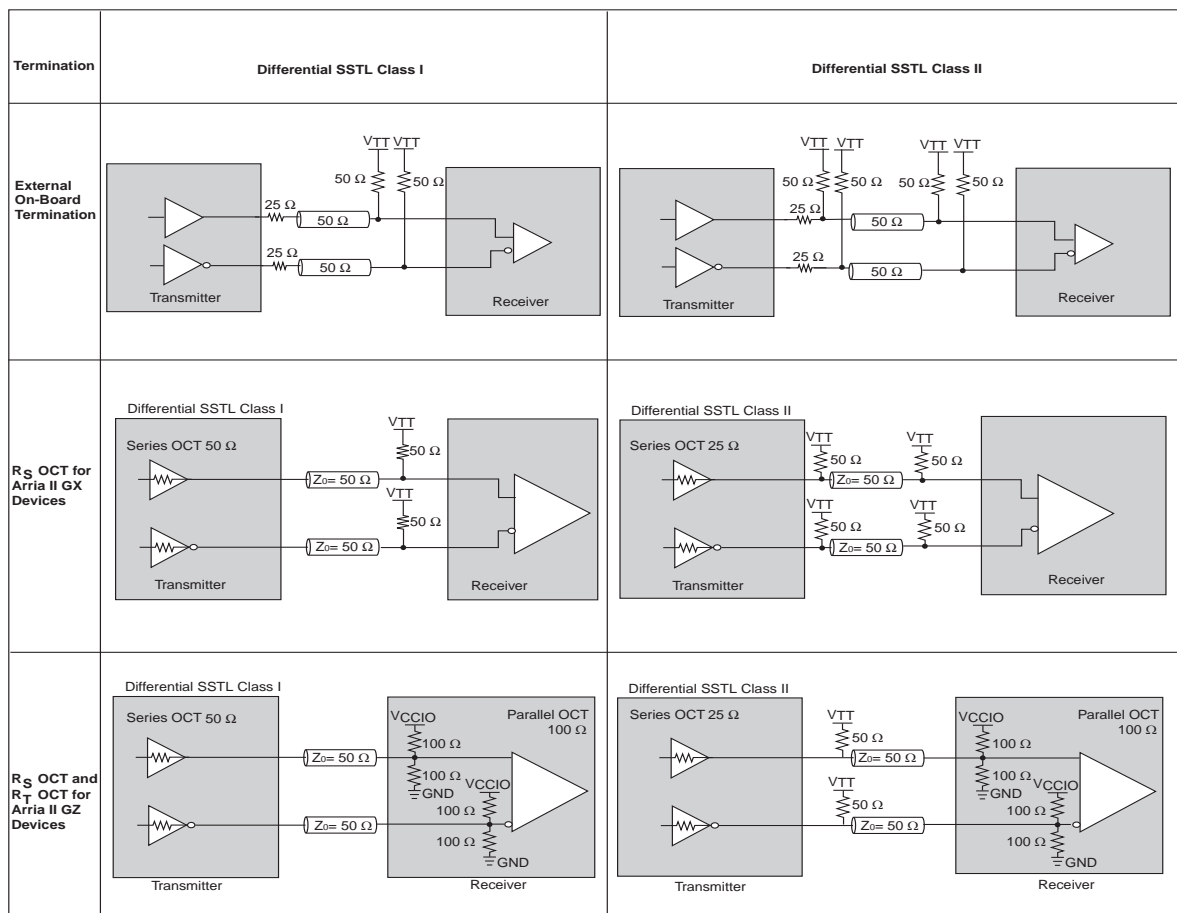 Termination
Differential SSTL Class I
Differential SSTL Class II
External
On-Board
Termination
VTT VTT
50 Ω 50 Ω
25 Ω
50 Ω
25 Ω
50 Ω
Transmitter
Receiver
VTT VTT
VTT VTT
50 Ω 50 Ω
50 Ω 50 Ω
25 Ω
50 Ω
25 Ω
50 Ω
Transmitter
Receiver
RS OCT for
Arria II GX
Devices
Differential SSTL Class I
Series OCT 50 Ω
VTT
50 Ω
Z0= 50 Ω
VTT
50 Ω
Z0= 50 Ω
Transmitter
Receiver
Differential SSTL Class II
Series OCT 25 Ω
VTT
50 Ω
VTT
50 Ω
Z0= 50 Ω
VTT
50 Ω
VTT
50 Ω
Z0= 50 Ω
Transmitter
Receiver
RS OCT and
RT OCT for
Arria II GZ
Devices
Differential SSTL Class I
Series OCT 50 Ω
VCCIO
Parallel OCT
100 Ω
100 Ω
Z0= 50 Ω
100 Ω
GND
VCCIO
100 Ω
Z0= 50 Ω
100 Ω
GND
Transmitter
Receiver
Differential SSTL Class II
Series OCT 25 Ω
VTT
50 Ω
VCCIO
Parallel OCT
100 Ω
100 Ω
Z0= 50 Ω
100 Ω
GND
VTT
50 Ω
VCCIO
100 Ω
Z0= 50 Ω
100 Ω
GND
Transmitter
Receiver